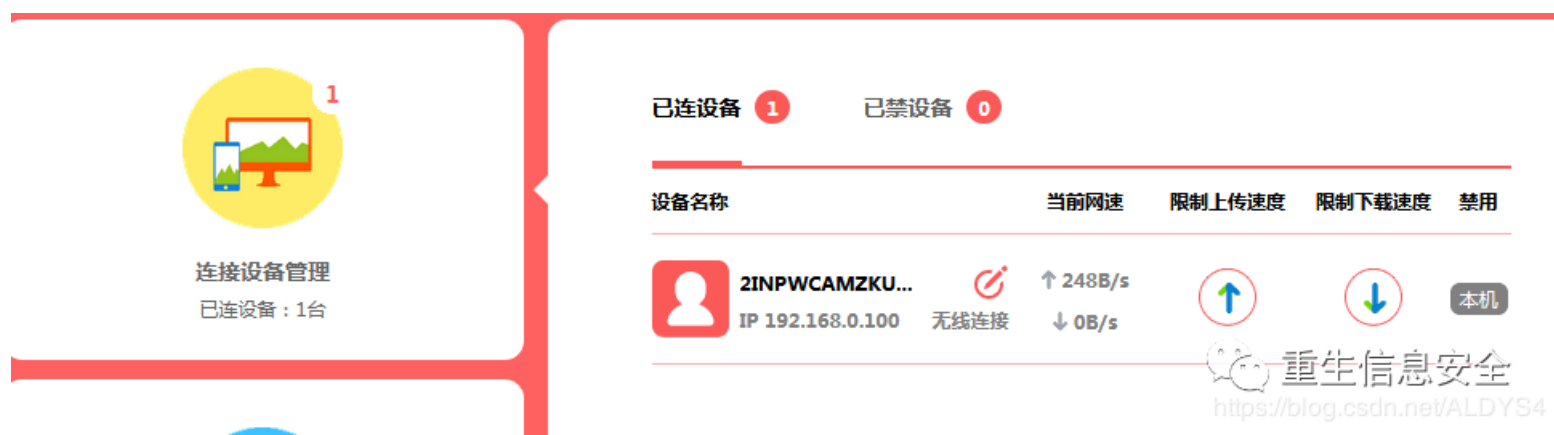 1
连接设备管理
已连设备：1台
已连设备 1 已禁设备 0
设备名称 当前网速 限制上传速度 限制下载速度 禁用
2INPWCAMZKU... ↑ 248B/s
IP 192.168.0.100 无线连接 ↓ 0B/s
本机
重生信息安全
https://blog.csdn.net/ALDYS4